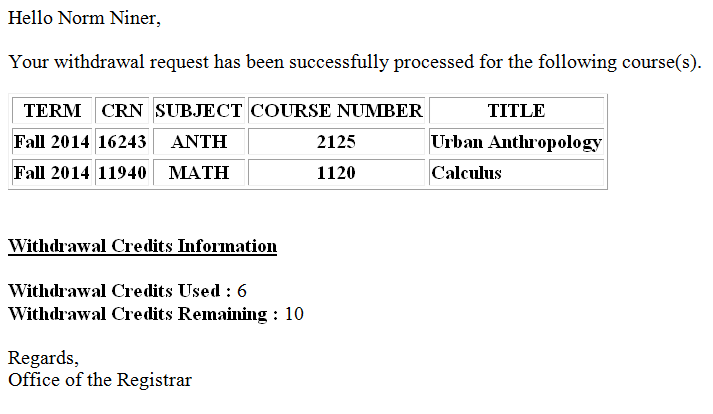 Hello Norm Niner,
Your withdrawal request has been successfully processed for the following course(s).
TERM CRN SUBJECT COURSE NUMBER TITLE
Fall 2014 16243 ANTH 2125 Urban Anthropology
Fall 2014 11940 MATH 1120 Calculus
Withdrawal Credits Information
Withdrawal Credits Used : 6
Withdrawal Credits Remaining : 10
Regards,
Office of the Registrar